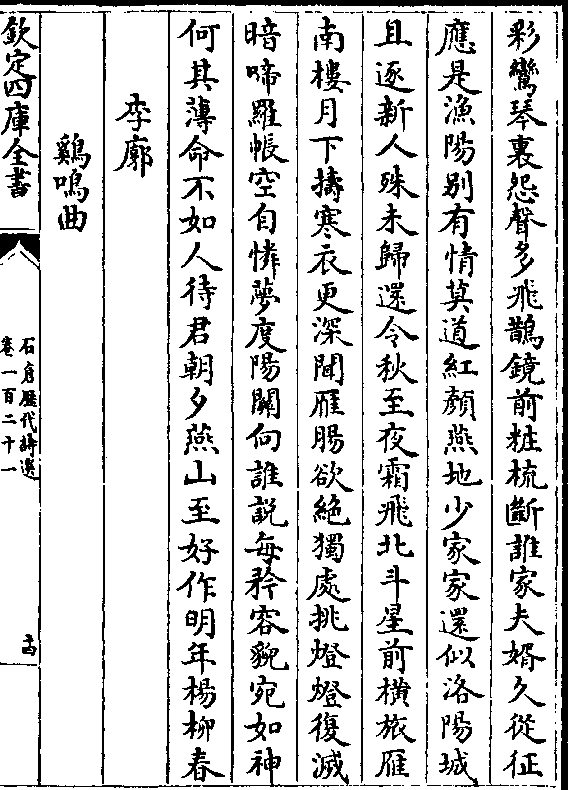 彩鸞琴裏怨聲多飛鵲鏡前粧梳斷誰家夫婿久從征
應是漁陽别有情莫道紅顏燕地少家家還似洛陽城
且逐新人殊未歸還令秋至夜霜飛北斗星前横旅雁
南樓月下擣寒衣更深聞雁腸欲絶獨處挑燈燈復滅
暗啼羅帳空自憐夢度陽關向誰説每矜容貌宛如神
何其薄命不如人待君朝夕燕山至好作明年楊柳春
李廓
鷄鳴曲
欽定四庫全書
石倉歷代詩選
卷一百二十一
十四